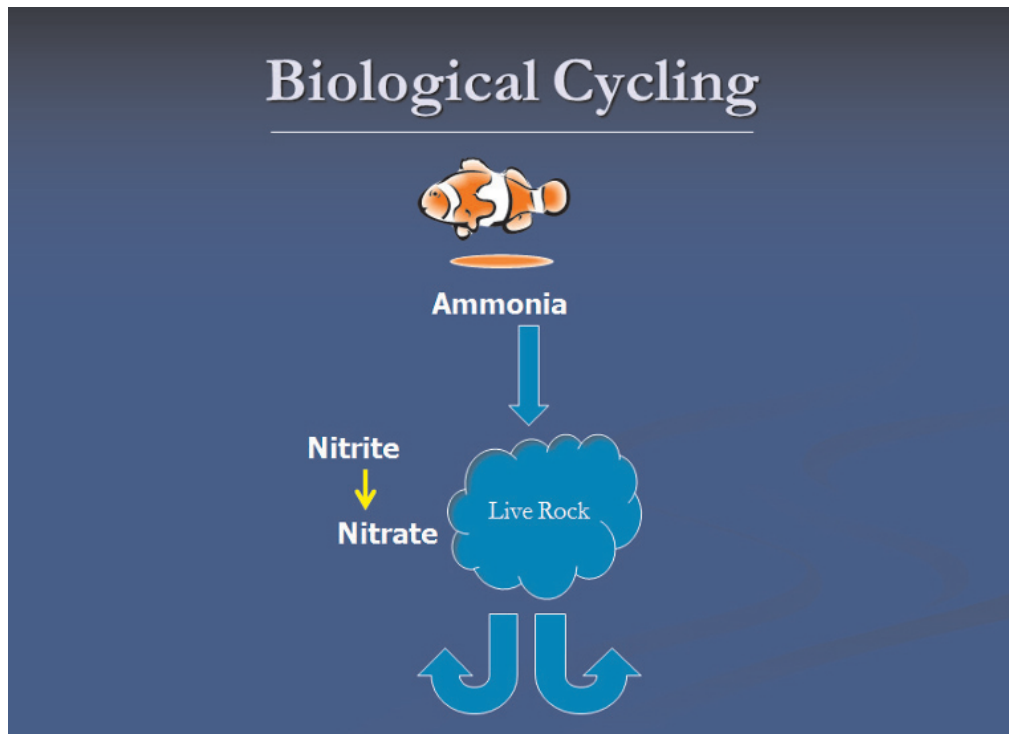 Biological Cycling
Ammonia
Nitrite
Live Rock
Nitrate